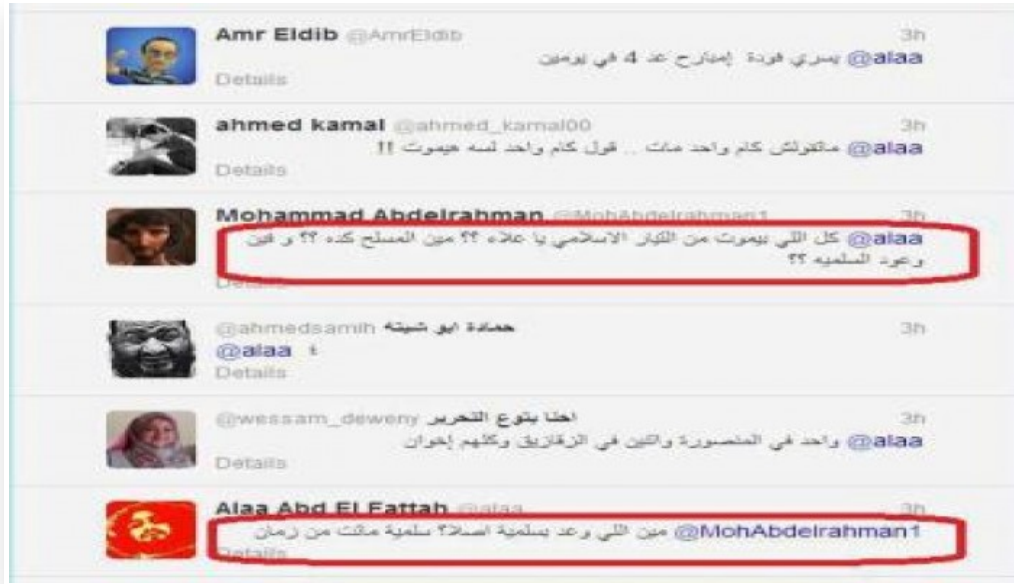 Amr Eldib @AmrEldib 3h
@alaa يسري فودة إمبارح عد 4 في يومين
Details
ahmed kamal @ahmed_kamal00 3h
@alaa ماتقولش كام واحد مات .. قول كام واحد لسه هيموت !!
Details
Mohammad Abdelrahman @MohAbdelrahman1 3h
@alaa كل اللي بيموت من التيار الاسلامي يا علاء ؟؟ مين المسلح كده ؟؟ و فين
وعود السلميه ؟؟
Details
حمادة ابو شيته @ahmedsamih 3h
@alaa ٤
Details
احنا بتوع التحرير @wessam_deweny 3h
@alaa واحد في المنصورة واتنين في الزقازيق وكلهم إخوان
Details
Alaa Abd El Fattah @alaa 3h
@MohAbdelrahman1 مين اللي وعد بسلمية اصلا؟ سلمية ماتت من زمان
Details